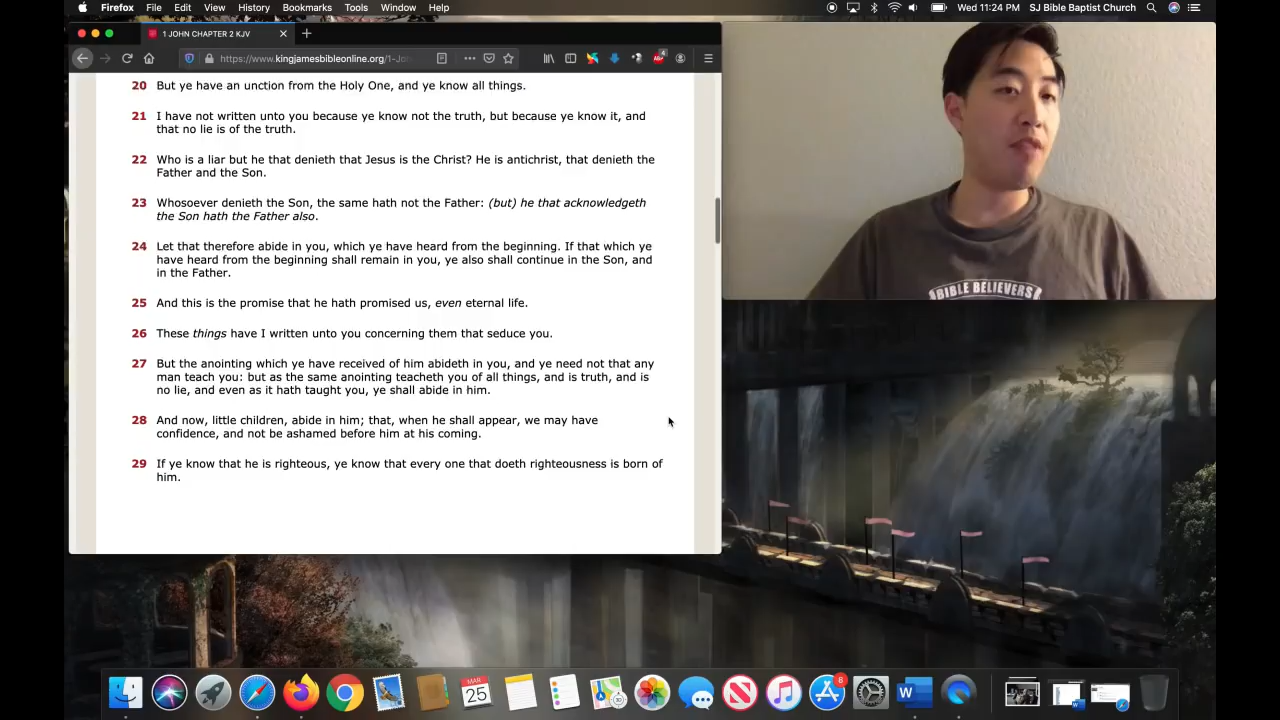 Firefox File Edit View History Bookmarks Tools Window Help Wed 11:24 PM SJ Bible Baptist Church
1 JOHN CHAPTER 2 KJV
https://www.kingjamesbibleonline.org/1-Jo
4
20 But ye have an unction from the Holy One, and ye know all things.
21 I have not written unto you because ye know not the truth, but because ye know it, and
that no lie is of the truth.
22 Who is a liar but he that denieth that Jesus is the Christ? He is antichrist, that denieth the
Father and the Son.
23 Whosoever denieth the Son, the same hath not the Father: (but) he that acknowledgeth
the Son hath the Father also.
24 Let that therefore abide in you, which ye have heard from the beginning. If that which ye
have heard from the beginning shall remain in you, ye also shall continue in the Son, and
in the Father.
25 And this is the promise that he hath promised us, even eternal life.
26 These things have I written unto you concerning them that seduce you.
27 But the anointing which ye have received of him abideth in you, and ye need not that any
man teach you: but as the same anointing teacheth you of all things, and is truth, and is
no lie, and even as it hath taught you, ye shall abide in him.
28 And now, little children, abide in him; that, when he shall appear, we may have
confidence, and not be ashamed before him at his coming.
29 If ye know that he is righteous, ye know that every one that doeth righteousness is born of
him.
BIBLE BELIEVERS
MAR
25
8
W